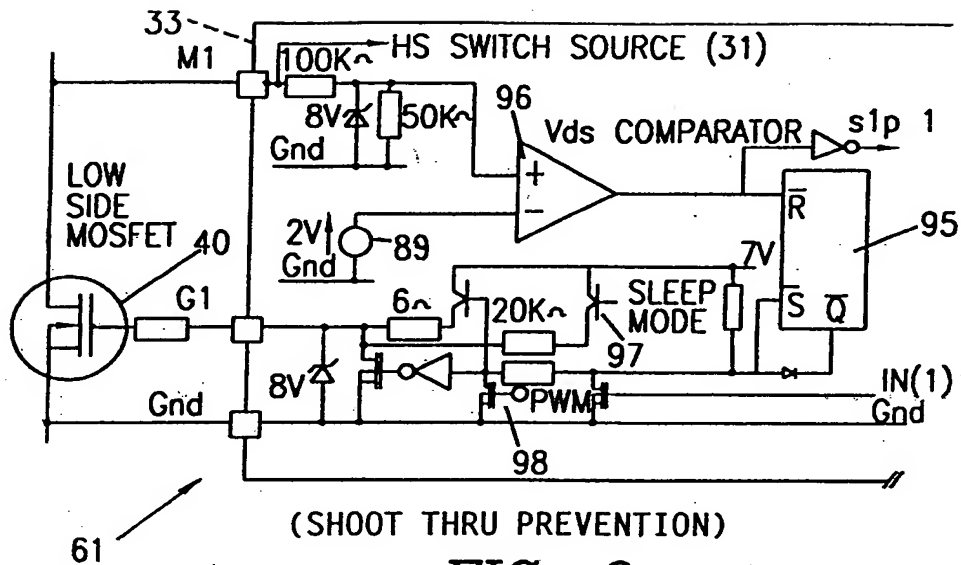 33
M1
HS SWITCH SOURCE (31)
100K~
8V
50K~
96
Vds COMPARATOR
s1p 1
Gnd
LOW
SIDE
MOSFET
40
+
−
R
95
2V
89
Gnd
7V
G1
6~
20K~
SLEEP
MODE
97
S
Q
8V
PWM
IN(1)
Gnd
Gnd
98
(SHOOT THRU PREVENTION)
61